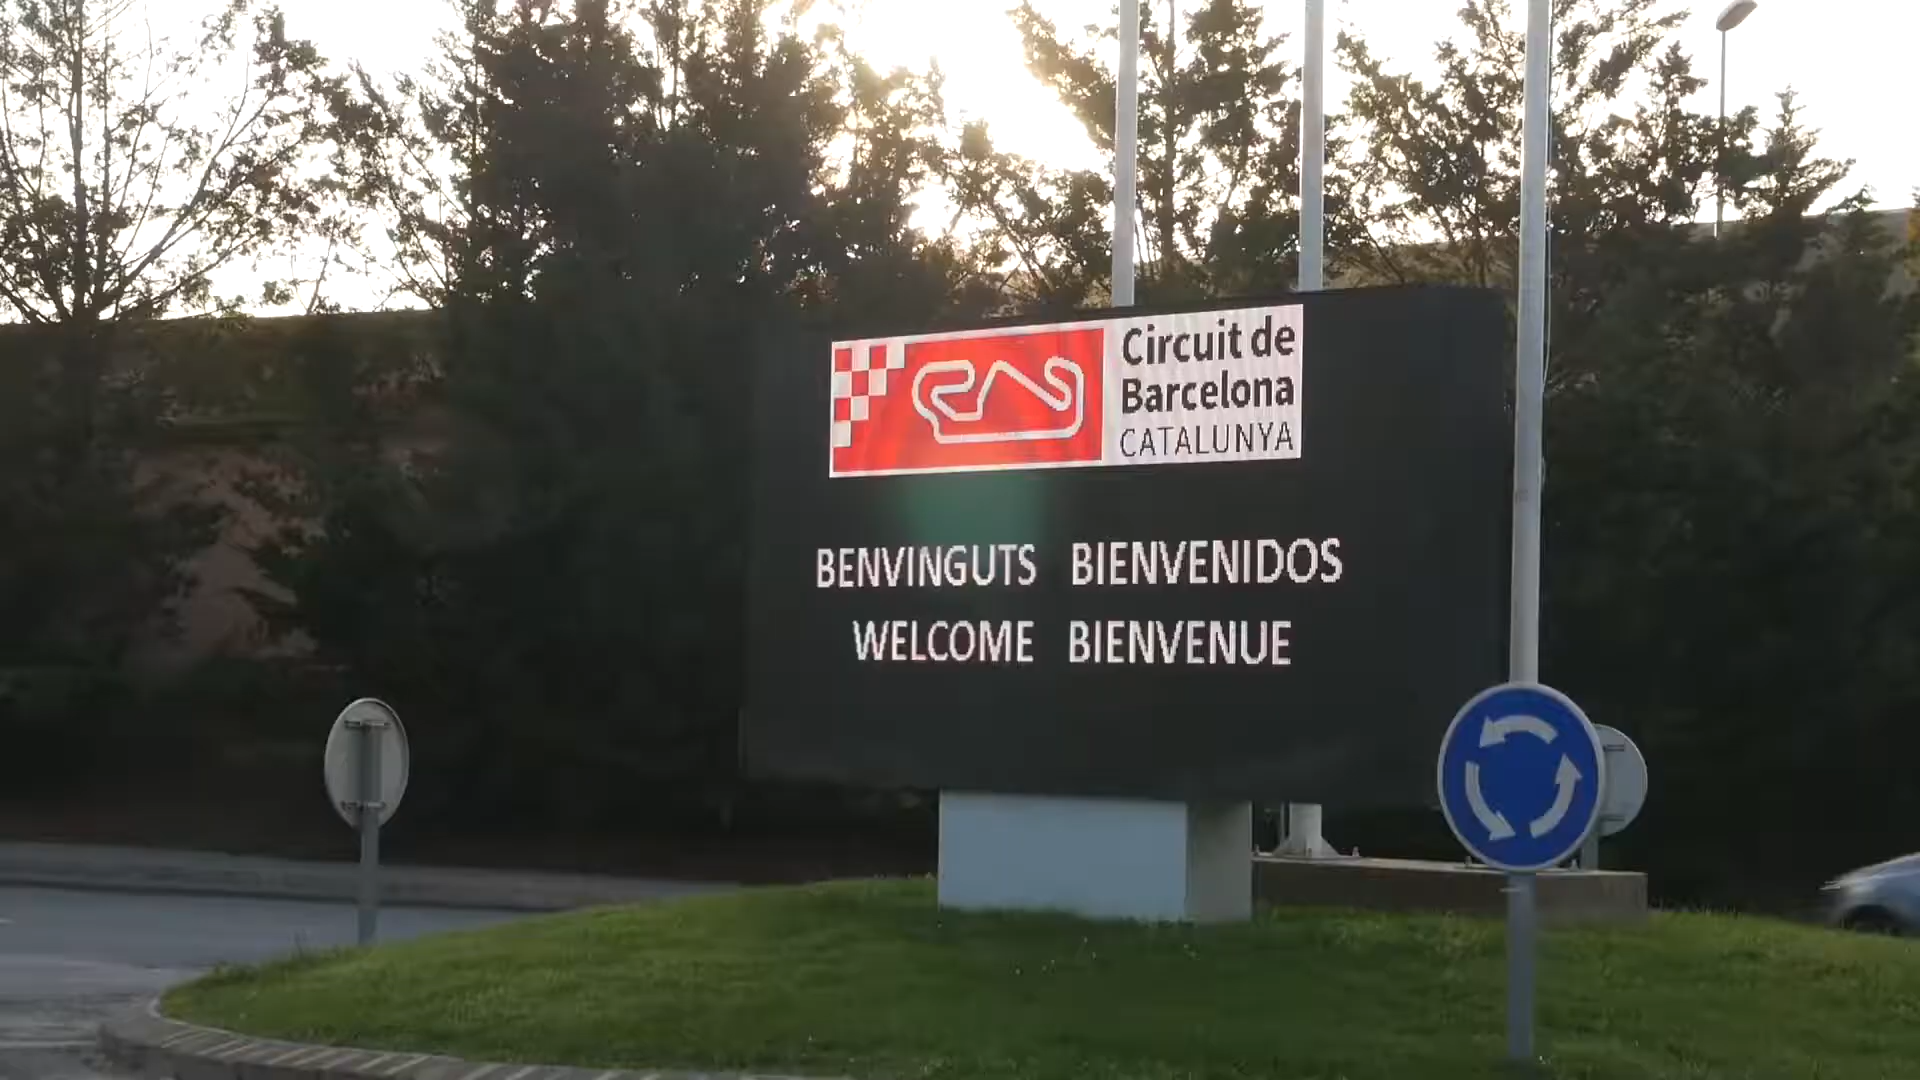 Circuit de
Barcelona
CATALUNYA
BENVINGUTS BIENVENIDOS
WELCOME BIENVENUE